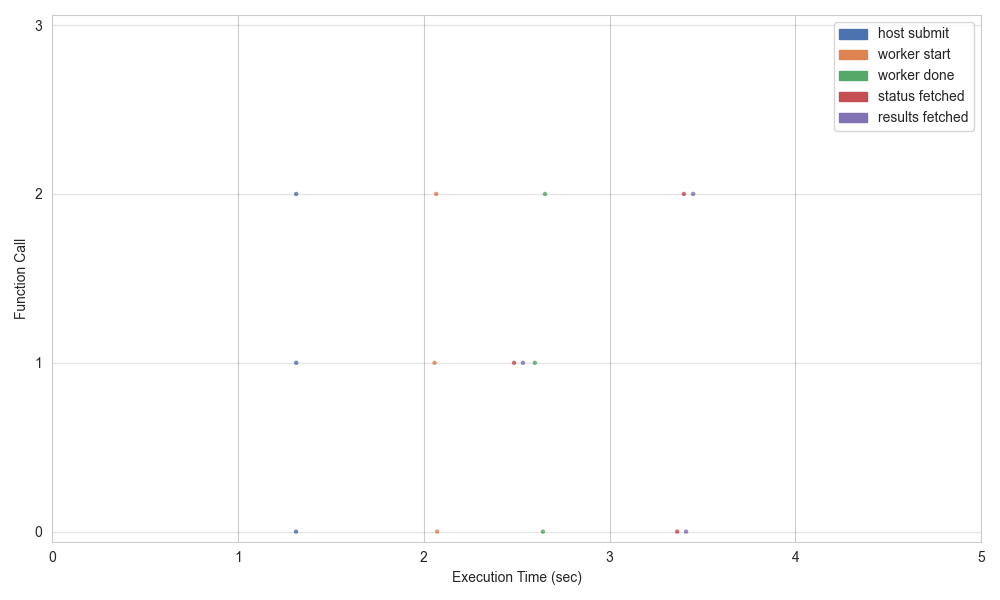 3
host submit
worker start
worker done
status fetched
results fetched
2
Function Call
1
0
0 1 2 3 4 5
Execution Time (sec)